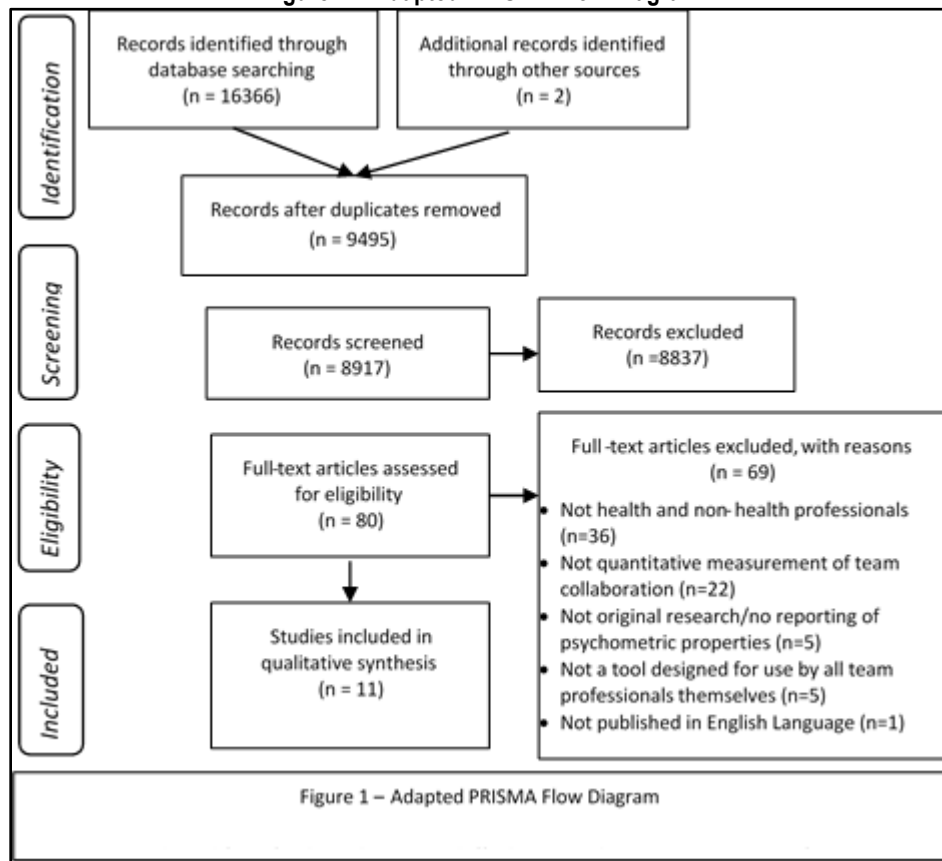 Records identified through
database searching
(n = 16366)
Additional records identified
through other sources
(n = 2)
Identification
Records after duplicates removed
(n = 9495)
Screening
Records screened
(n = 8917)
Records excluded
(n =8837)
Eligibility
Full-text articles assessed
for eligibility
(n = 80)
Full -text articles excluded, with reasons
(n = 69)
• Not health and non- health professionals
(n=36)
• Not quantitative measurement of team
collaboration (n=22)
• Not original research/no reporting of
psychometric properties (n=5)
• Not a tool designed for use by all team
professionals themselves (n=5)
• Not published in English Language (n=1)
Included
Studies included in
qualitative synthesis
(n = 11)
Figure 1 – Adapted PRISMA Flow Diagram